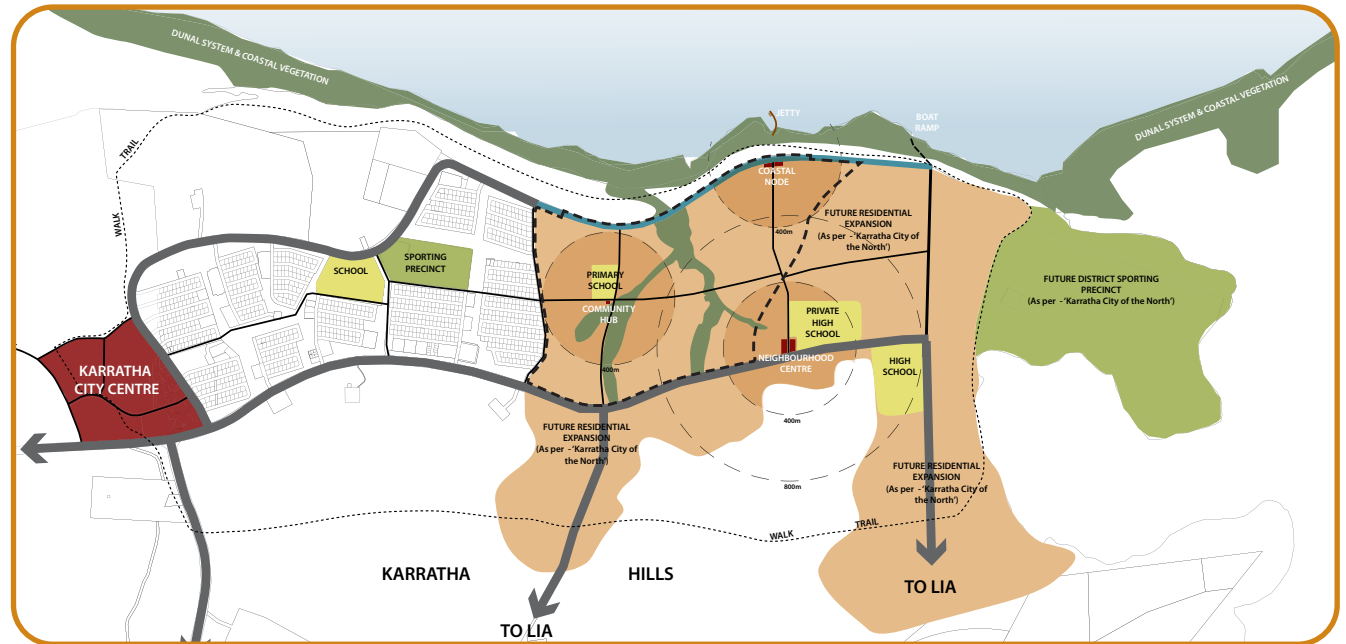 DUNAL SYSTEM & COASTAL VEGETATION
DUNAL SYSTEM & COASTAL VEGETATION
JETTY
BOAT
RAMP
TRAIL
WALK
COASTAL
NODE
400m
FUTURE RESIDENTIAL
EXPANSION
(As per -'Karratha City of
the North')
SCHOOL
SPORTING
PRECINCT
PRIMARY
SCHOOL
COMMUNITY
HUB
400m
PRIVATE
HIGH
SCHOOL
NEIGHBOURHOOD
CENTRE
HIGH
SCHOOL
FUTURE DISTRICT SPORTING
PRECINCT
(As per -'Karratha City of the North')
KARRATHA
CITY CENTRE
400m
800m
FUTURE RESIDENTIAL
EXPANSION
(As per -'Karratha City of
the North')
FUTURE RESIDENTIAL
EXPANSION
(As per -'Karratha City of
the North')
WALK
TRAIL
KARRATHA HILLS
TO LIA
TO LIA